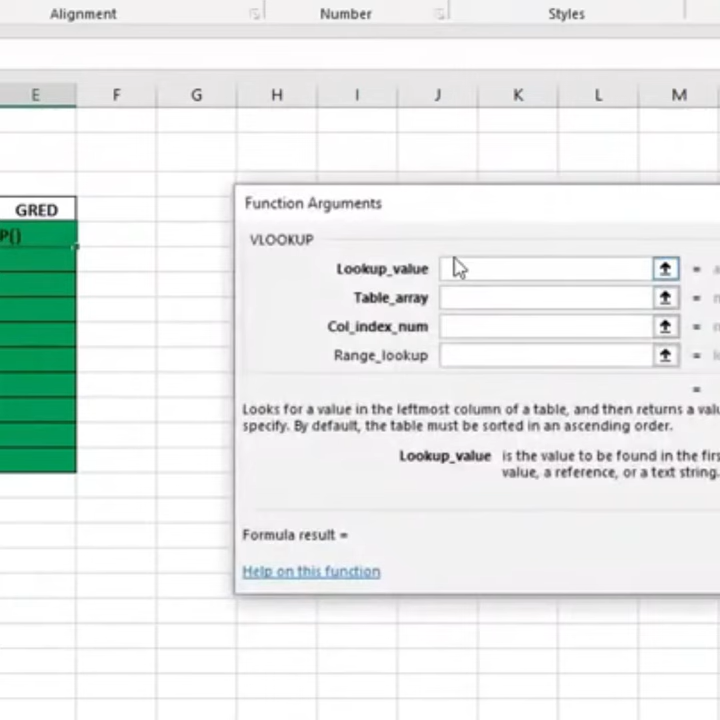 Alignment Number Styles
E F G H I J K L M
GRED
P()
Function Arguments
VLOOKUP
Lookup_value =
Table_array =
Col_index_num =
Range_lookup =
=
Looks for a value in the leftmost column of a table, and then returns a
specify. By default, the table must be sorted in an ascending order.
Lookup_value is the value to be found in the
value, a reference, or a text string.
Formula result =
Help on this function